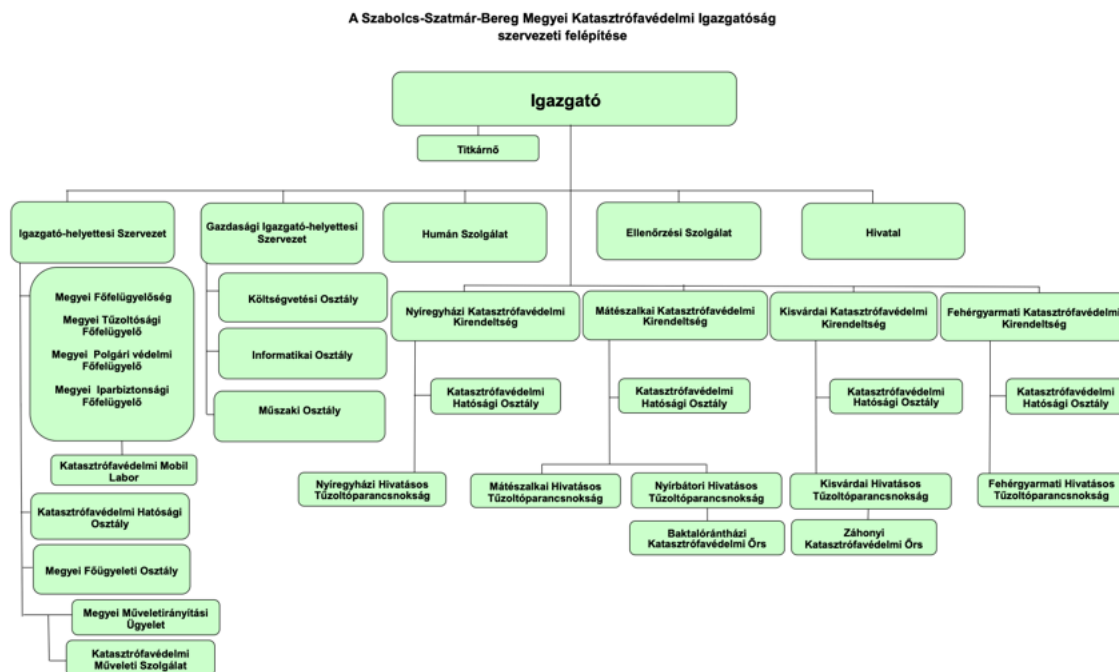 A Szabolcs-Szatmár-Bereg Megyei Katasztrófavédelmi Igazgatóság
szervezeti felépítése
Igazgató
Titkárnő
Igazgató-helyettesi Szervezet
Gazdasági Igazgató-helyettesi
Szervezet
Humán Szolgálat
Ellenőrzési Szolgálat
Hivatal
Megyei Főfelügyelőség
Megyei Tűzoltósági
Főfelügyelő
Megyei Polgári védelmi
Főfelügyelő
Megyei Iparbiztonsági
Főfelügyelő
Katasztrófavédelmi Mobil
Labor
Katasztrófavédelmi Hatósági
Osztály
Megyei Főügyeleti Osztály
Megyei Műveletirányítási
Ügyelet
Katasztrófavédelmi
Műveleti Szolgálat
Költségvetési Osztály
Informatikai Osztály
Műszaki Osztály
Nyíregyházi Katasztrófavédelmi
Kirendeltség
Katasztrófavédelmi
Hatósági Osztály
Nyíregyházi Hivatásos
Tűzoltóparancsnokság
Mátészalkai Katasztrófavédelmi
Kirendeltség
Katasztrófavédelmi
Hatósági Osztály
Mátészalkai Hivatásos
Tűzoltóparancsnokság
Nyírbátori Hivatásos
Tűzoltóparancsnokság
Baktalórántházi
Katasztrófavédelmi Őrs
Kisvárdai Katasztrófavédelmi
Kirendeltség
Katasztrófavédelmi
Hatósági Osztály
Kisvárdai Hivatásos
Tűzoltóparancsnokság
Záhonyi
Katasztrófavédelmi Őrs
Fehérgyarmati Katasztrófavédelmi
Kirendeltség
Katasztrófavédelmi
Hatósági Osztály
Fehérgyarmati Hivatásos
Tűzoltóparancsnokság